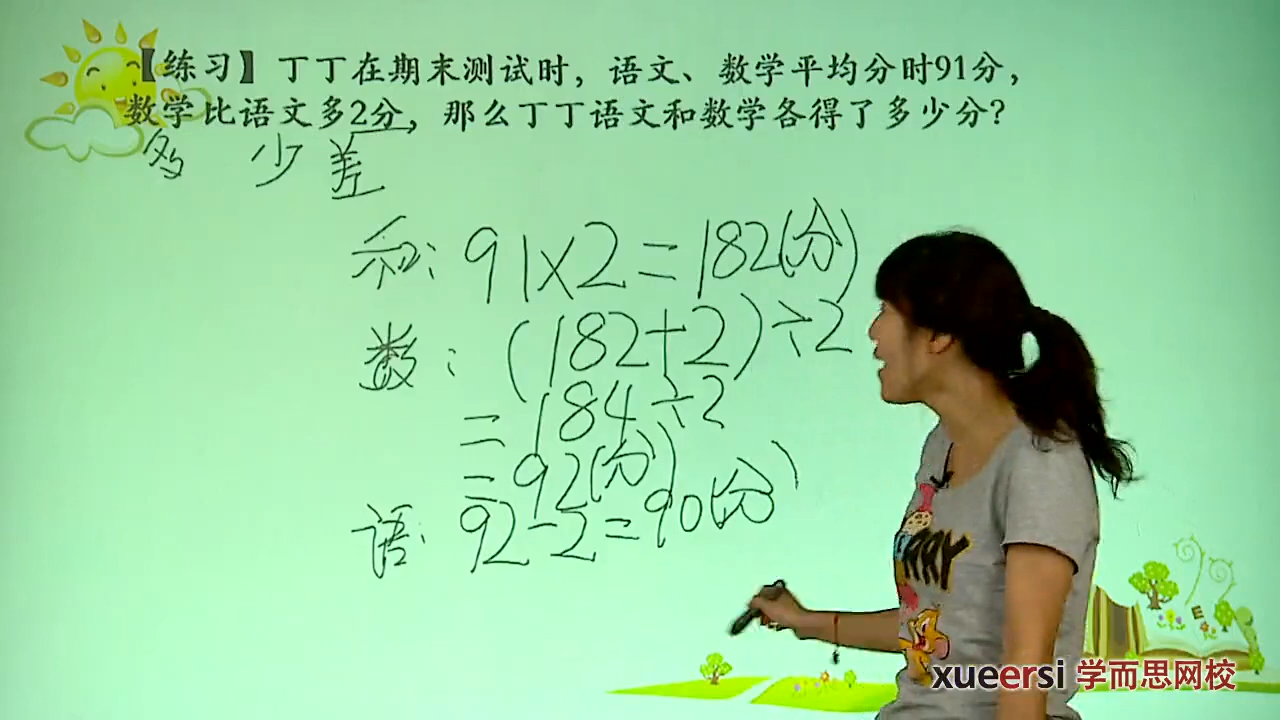 【练习】丁丁在期末测试时，语文、数学平均分时91分，
数学比语文多2分，那么丁丁语文和数学各得了多少分？
多 少 差
和：91×2=182(分)
数：(182+2)÷2
=184÷2
=92(分)
语：92-2=90(分)
RRY
xueersi 学而思网校